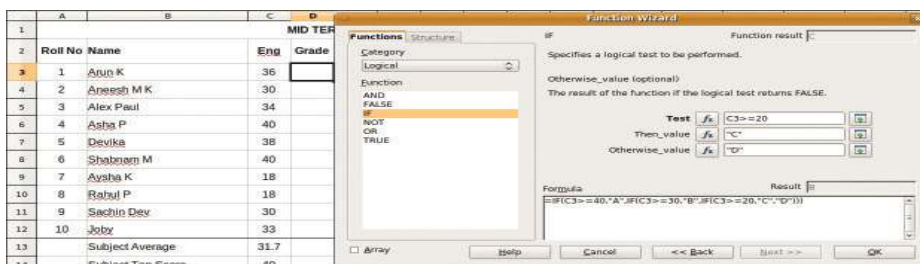 A B C D
1 MID TER
2 Roll No Name Eng Grade
3 1 Arun K 36
4 2 Aneesh M K 30
5 3 Alex Paul 34
6 4 Asha P 40
7 5 Devika 38
8 6 Shabnam M 40
9 7 Aysha K 18
10 8 Rahul P 18
11 9 Sachin Dev 30
12 10 Joby 33
13 Subject Average 31.7
Function Wizard
Functions Structure
Category
Logical
Function
AND
FALSE
IF
NOT
OR
TRUE
Array
IF Function result
Specifies a logical test to be performed.
Otherwise_value (optional)
The result of the function if the logical test returns FALSE.
Test fx C3>=20
Then_value fx "C"
Otherwise_value fx "D"
Formula Result B
=IF(C3>=40,"A",IF(C3>=30,"B",IF(C3>=20,"C","D")))
Help Cancel << Back Next >> OK